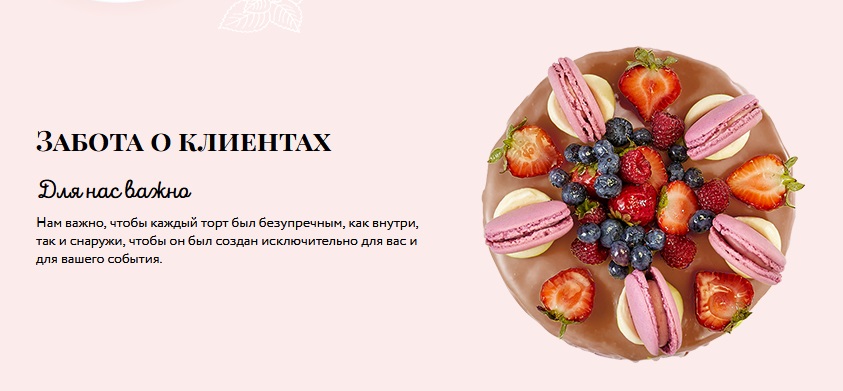 Забота о клиентах
Для нас важно
Нам важно, чтобы каждый торт был безупречным, как внутри,
так и снаружи, чтобы он был создан исключительно для вас и
для вашего события.